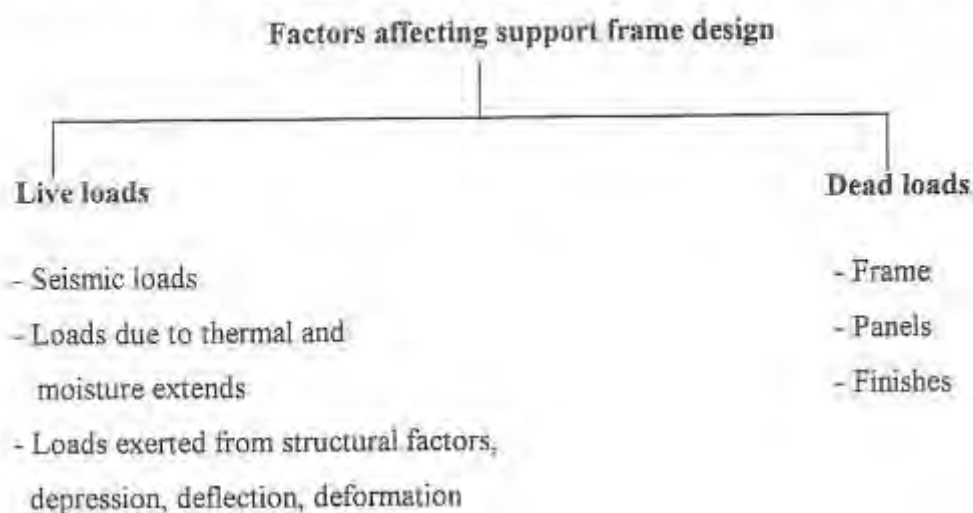 Factors affecting support frame design
Live loads
- Seismic loads
- Loads due to thermal and
moisture extends
- Loads exerted from structural factors,
depression, deflection, deformation
Dead loads
- Frame
- Panels
- Finishes